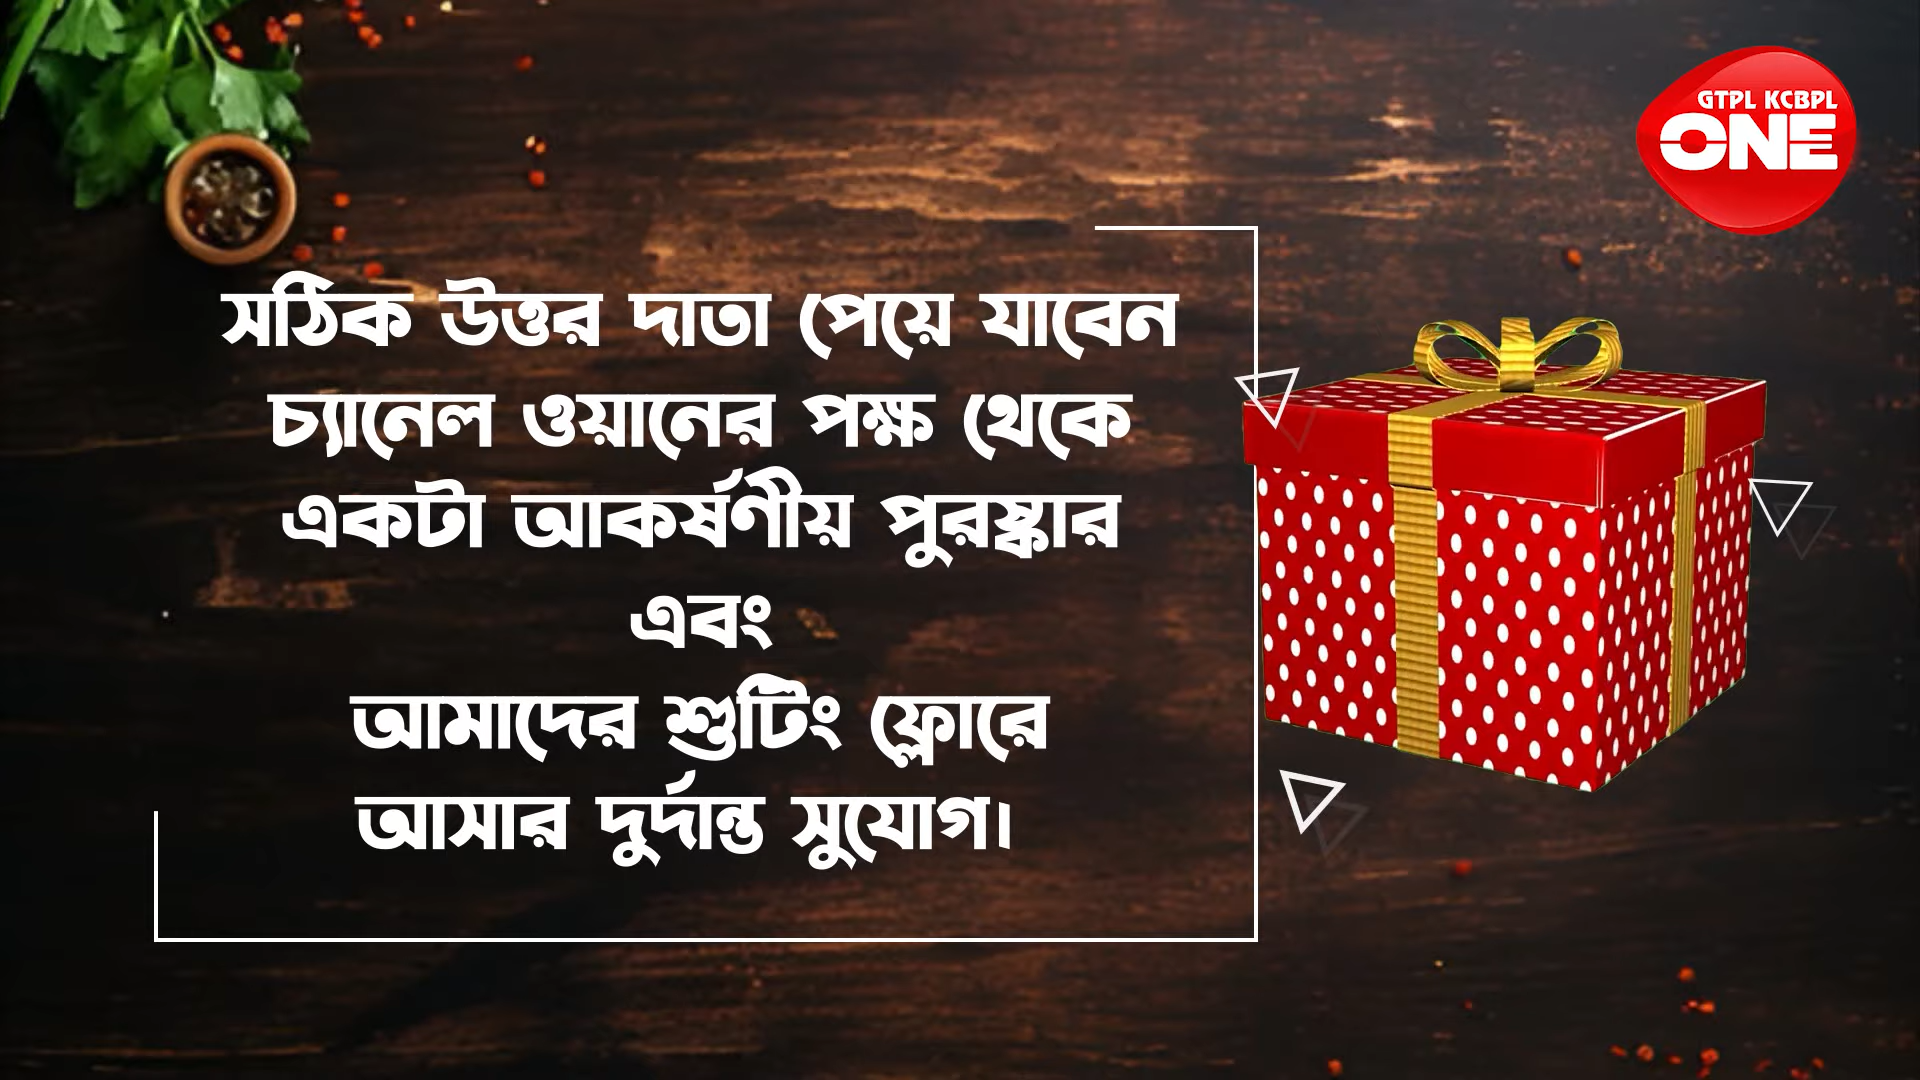 GTPL KCBPL
ONE
সঠিক উত্তর দাতা পেয়ে যাবেন
চ্যানেল ওয়ানের পক্ষ থেকে
একটা আকর্ষণীয় পুরস্কার
এবং
আমাদের শুটিং ফ্লোরে
আসার দুর্দান্ত সুযোগ।